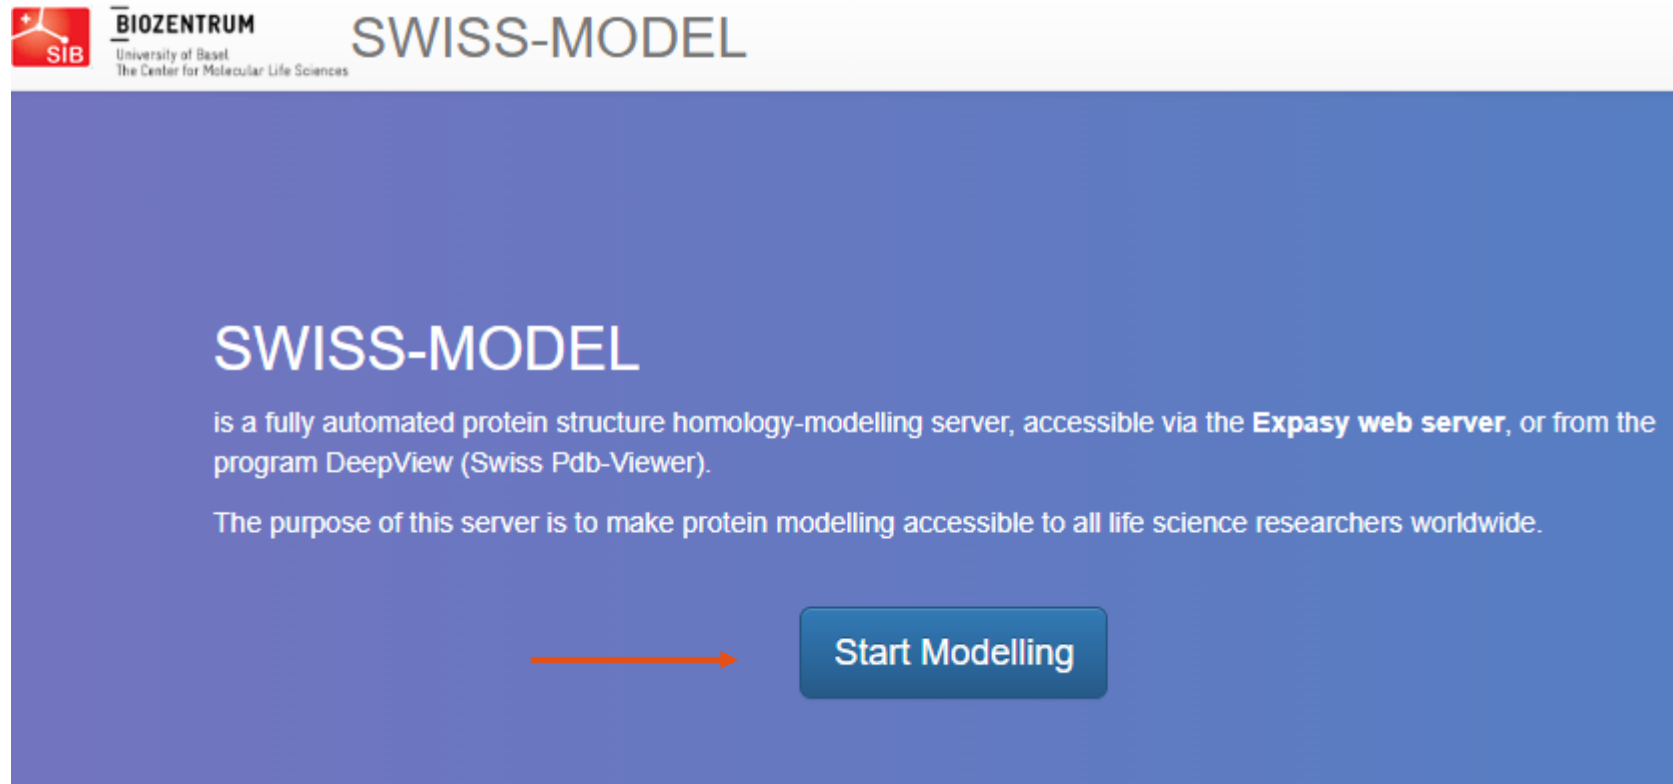 SIB
BIOZENTRUM
University of Basel
The Center for Molecular Life Sciences
SWISS-MODEL
SWISS-MODEL
is a fully automated protein structure homology-modelling server, accessible via the Expasy web server, or from the
program DeepView (Swiss Pdb-Viewer).
The purpose of this server is to make protein modelling accessible to all life science researchers worldwide.
Start Modelling